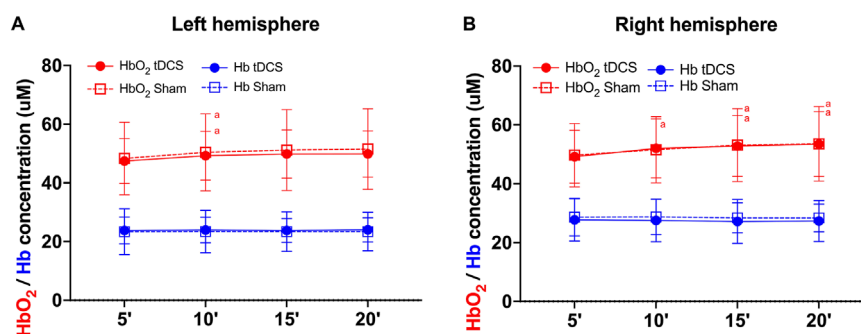 A
Left hemisphere
HbO2 / Hb concentration (uM)
80
60
40
20
0
HbO2 tDCS
Hb tDCS
HbO2 Sham
Hb Sham
a
a
5' 10' 15' 20'
B
Right hemisphere
HbO2 / Hb concentration (uM)
80
60
40
20
0
HbO2 tDCS
Hb tDCS
HbO2 Sham
Hb Sham
a
a
a
a
a
5' 10' 15' 20'